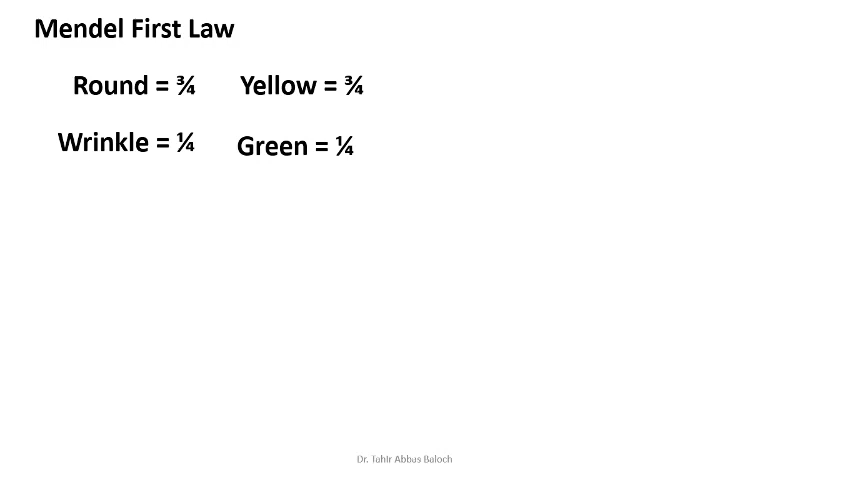 Mendel First Law
Round = ¾ Yellow = ¾
Wrinkle = ¼ Green = ¼
Dr. Tahir Abbas Baloch